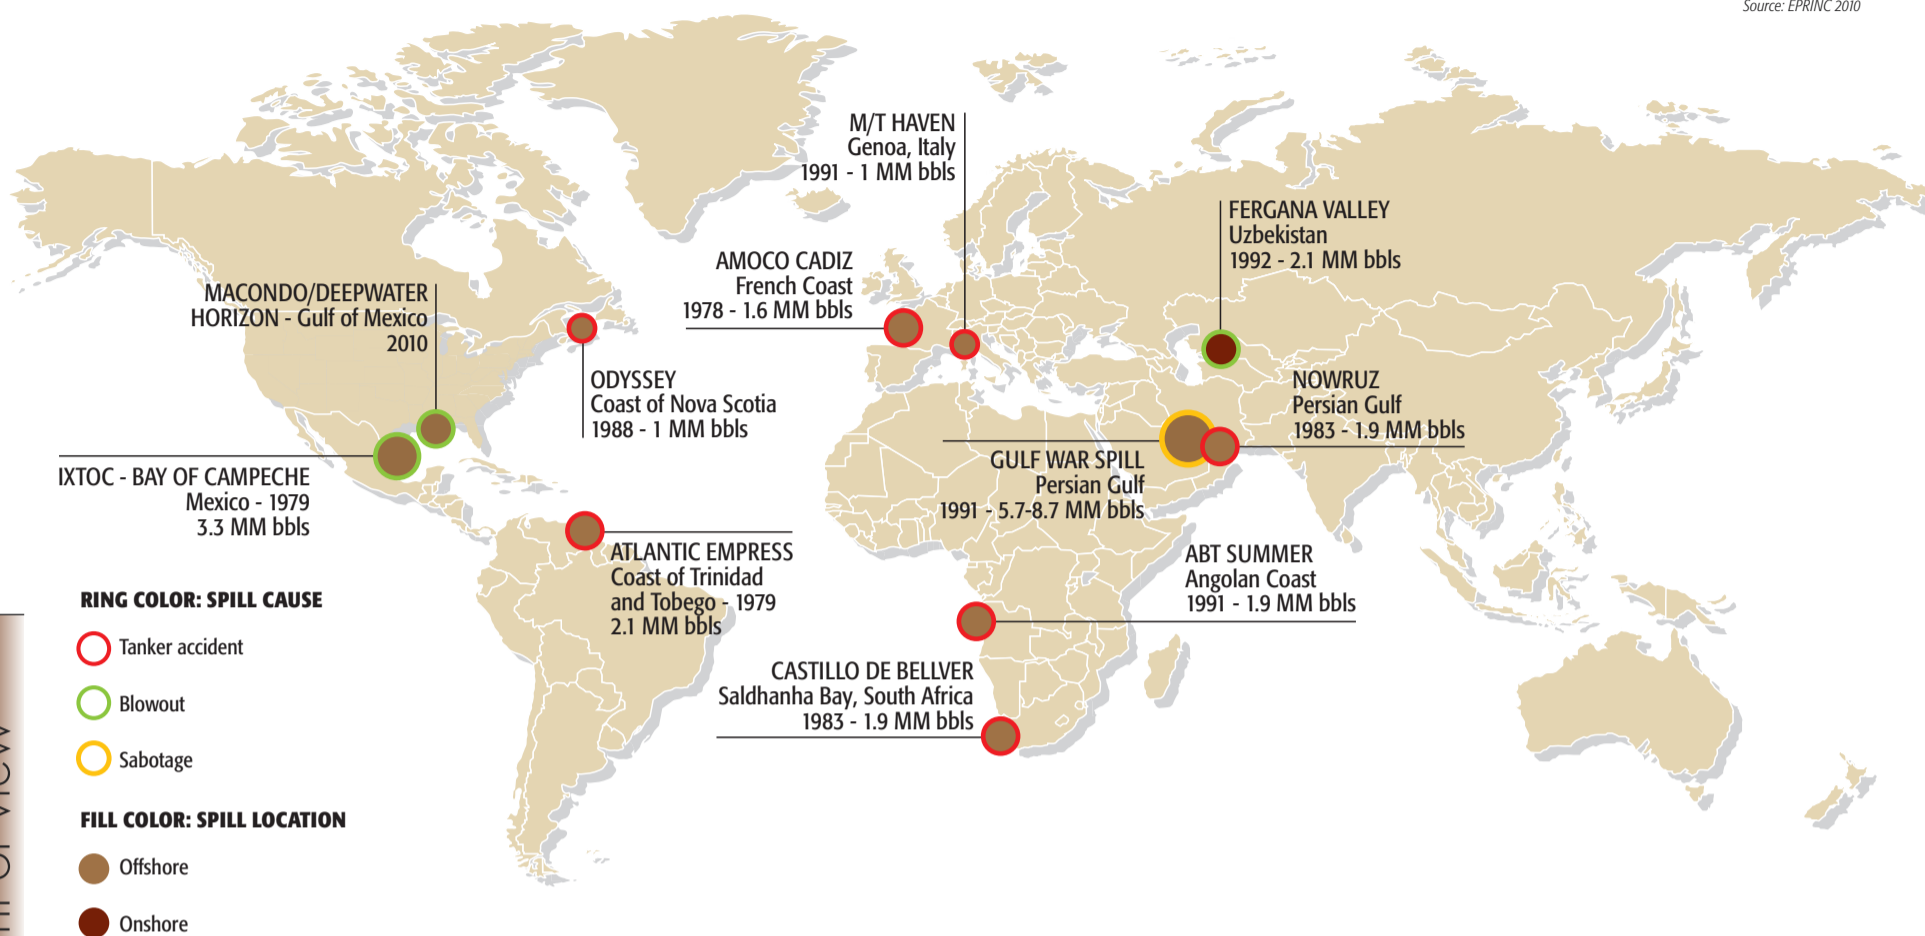 Source: EPRINC 2010
M/T HAVEN
Genoa, Italy
1991 - 1 MM bbls
FERGANA VALLEY
Uzbekistan
1992 - 2.1 MM bbls
AMOCO CADIZ
French Coast
1978 - 1.6 MM bbls
MACONDO/DEEPWATER
HORIZON - Gulf of Mexico
2010
ODYSSEY
Coast of Nova Scotia
1988 - 1 MM bbls
NOWRUZ
Persian Gulf
1983 - 1.9 MM bbls
GULF WAR SPILL
Persian Gulf
1991 - 5.7-8.7 MM bbls
IXTOC - BAY OF CAMPECHE
Mexico - 1979
3.3 MM bbls
ATLANTIC EMPRESS
Coast of Trinidad
and Tobego - 1979
2.1 MM bbls
ABT SUMMER
Angolan Coast
1991 - 1.9 MM bbls
CASTILLO DE BELLVER
Saldhanha Bay, South Africa
1983 - 1.9 MM bbls
RING COLOR: SPILL CAUSE
Tanker accident
Blowout
Sabotage
FILL COLOR: SPILL LOCATION
Offshore
Onshore